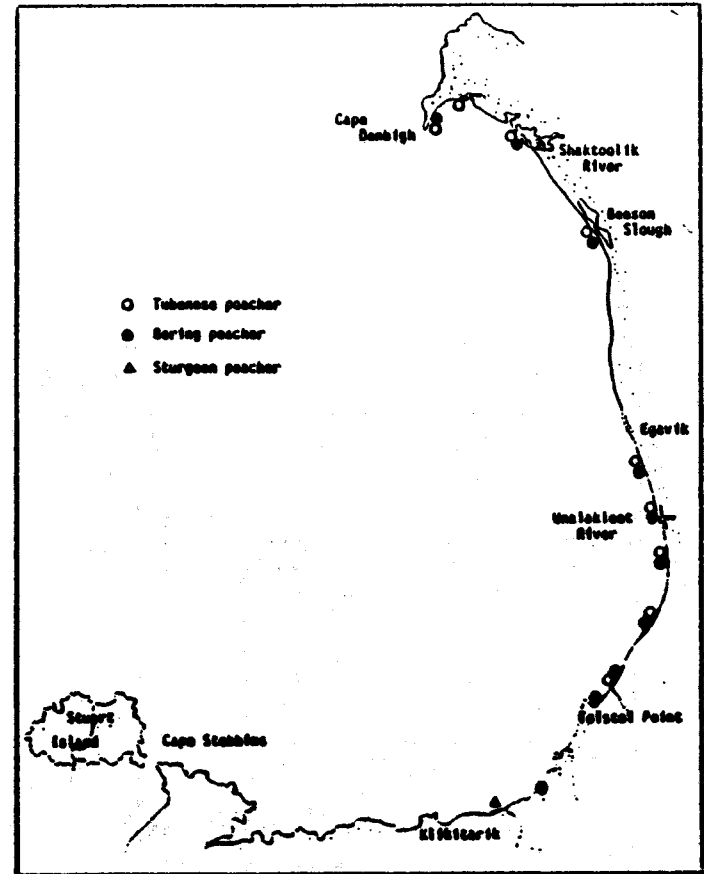 Cape
Denbigh
Shaktoolik
River
Beeson
Slough
Tubenose poacher
Bering poacher
Sturgeon poacher
Egavik
Unalakleet
River
Stuart
Island
Cape Stebbins
Tolstoi Point
Klikitarik